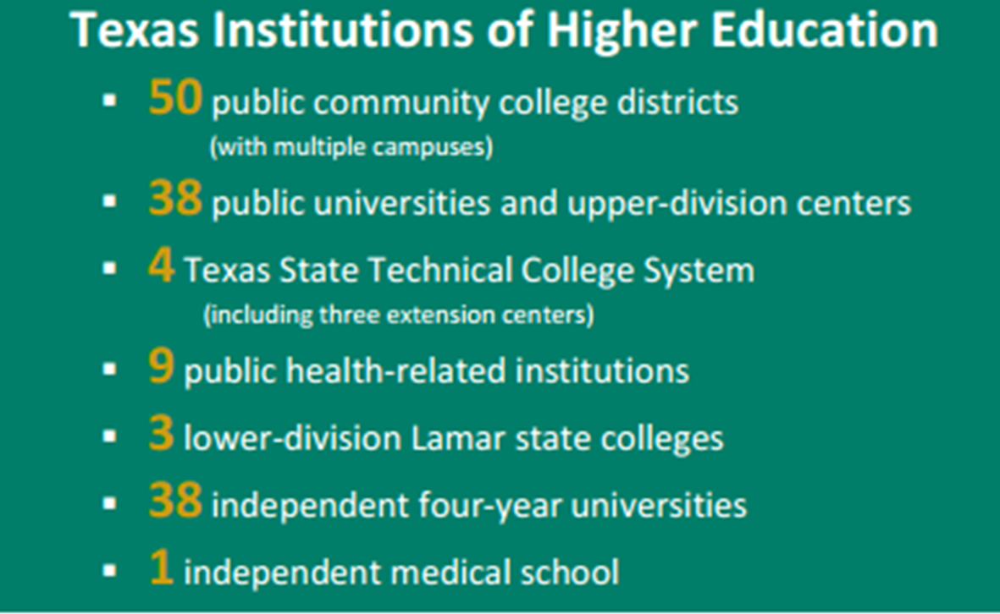 Texas Institutions of Higher Education
▪ 50 public community college districts
(with multiple campuses)
▪ 38 public universities and upper-division centers
▪ 4 Texas State Technical College System
(including three extension centers)
▪ 9 public health-related institutions
▪ 3 lower-division Lamar state colleges
▪ 38 independent four-year universities
▪ 1 independent medical school